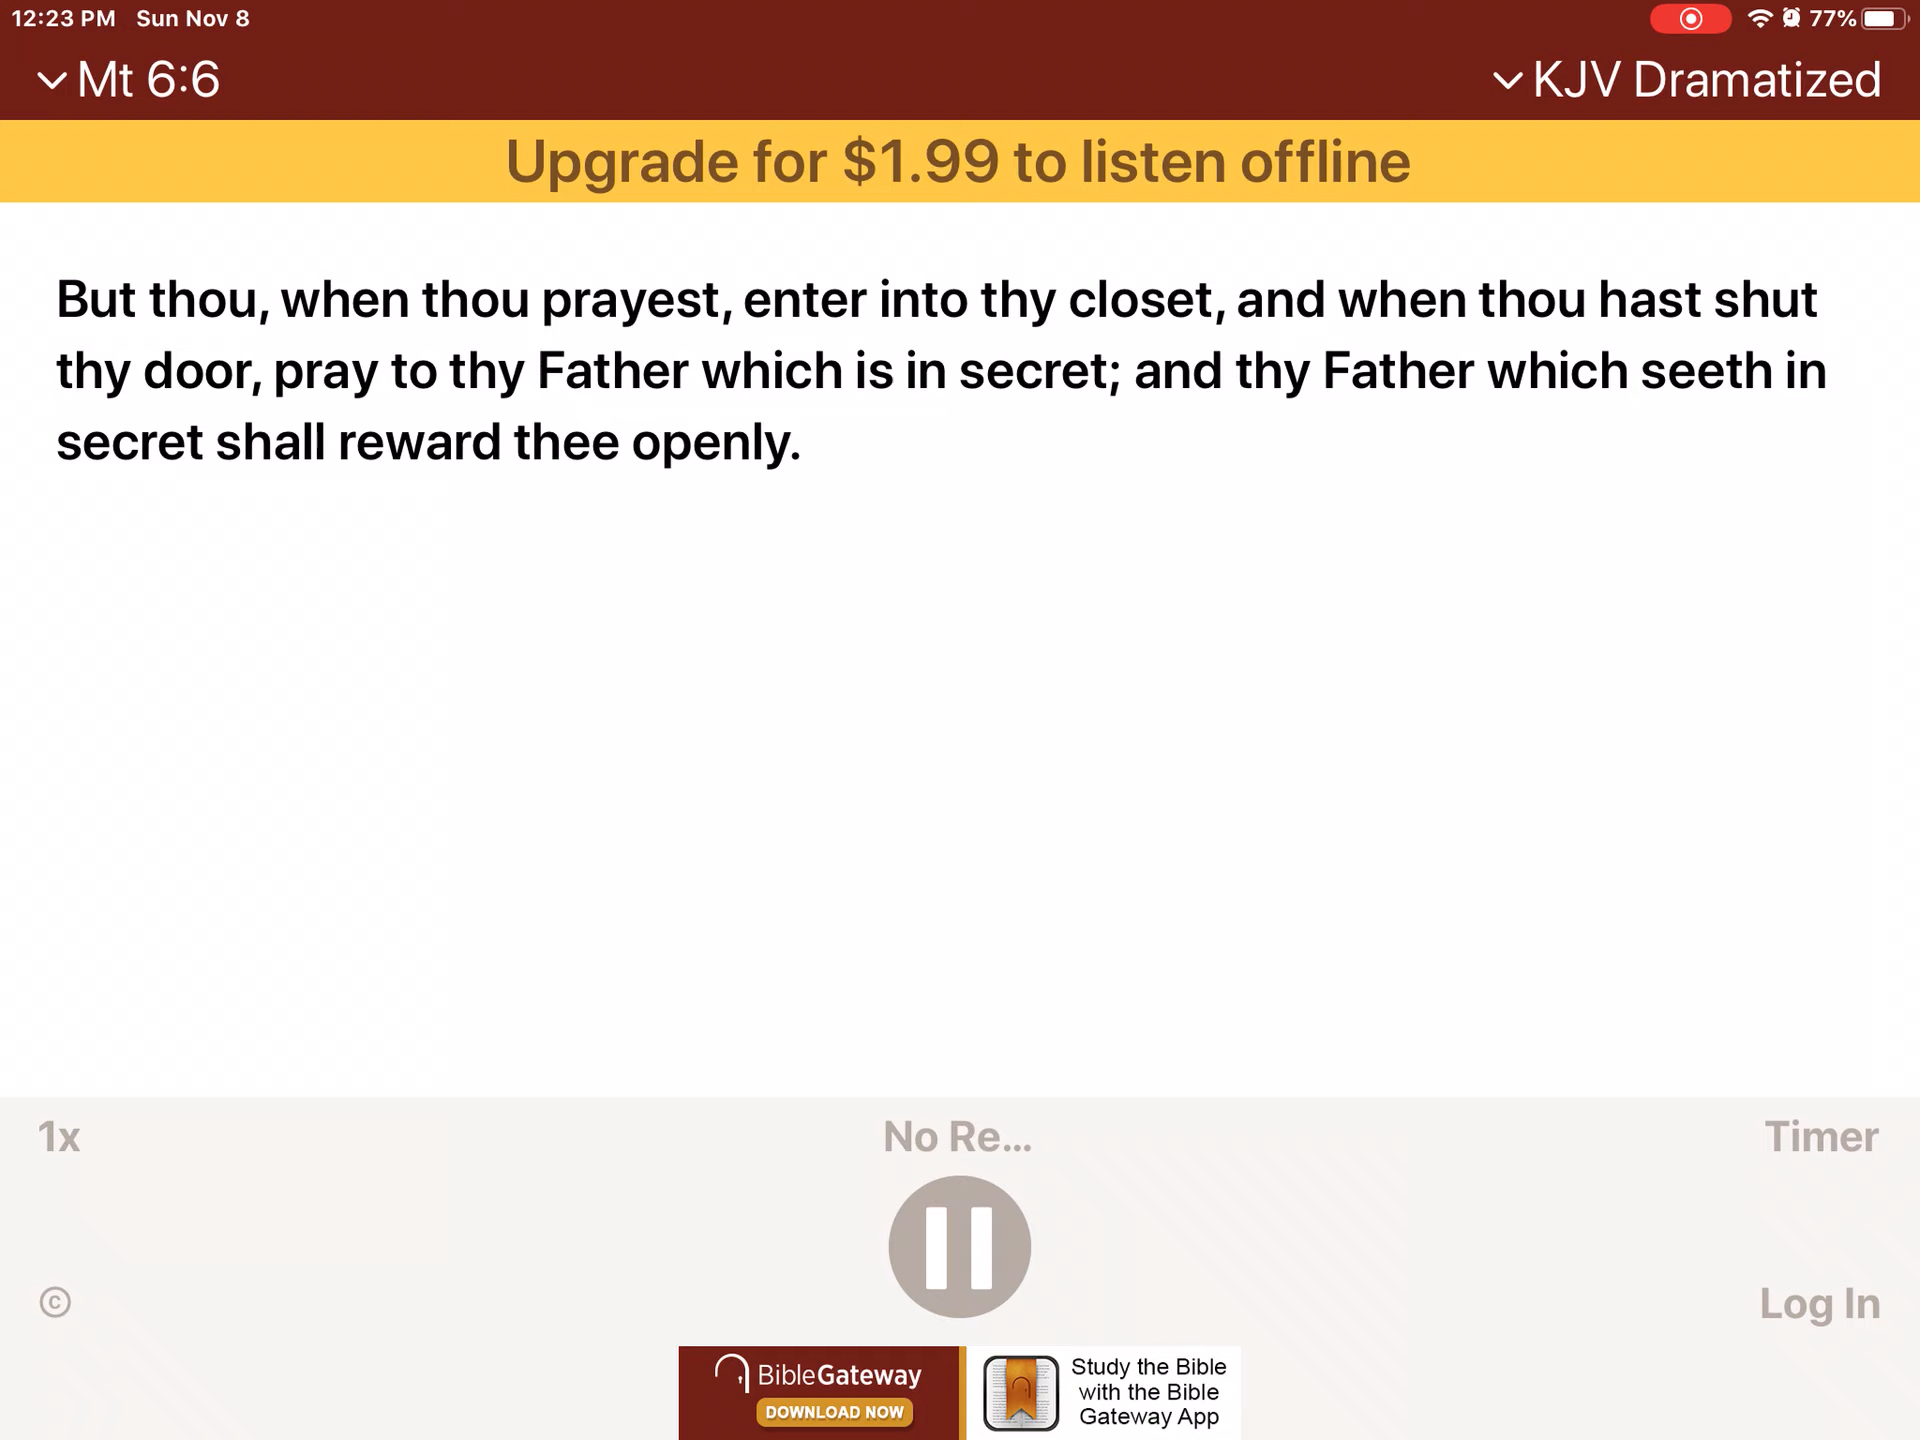 12:23 PM Sun Nov 8 77%
Mt 6:6 KJV Dramatized
Upgrade for $1.99 to listen offline
But thou, when thou prayest, enter into thy closet, and when thou hast shut
thy door, pray to thy Father which is in secret; and thy Father which seeth in
secret shall reward thee openly.
1x No Re... Timer
© Log In
BibleGateway
DOWNLOAD NOW
Study the Bible
with the Bible
Gateway App